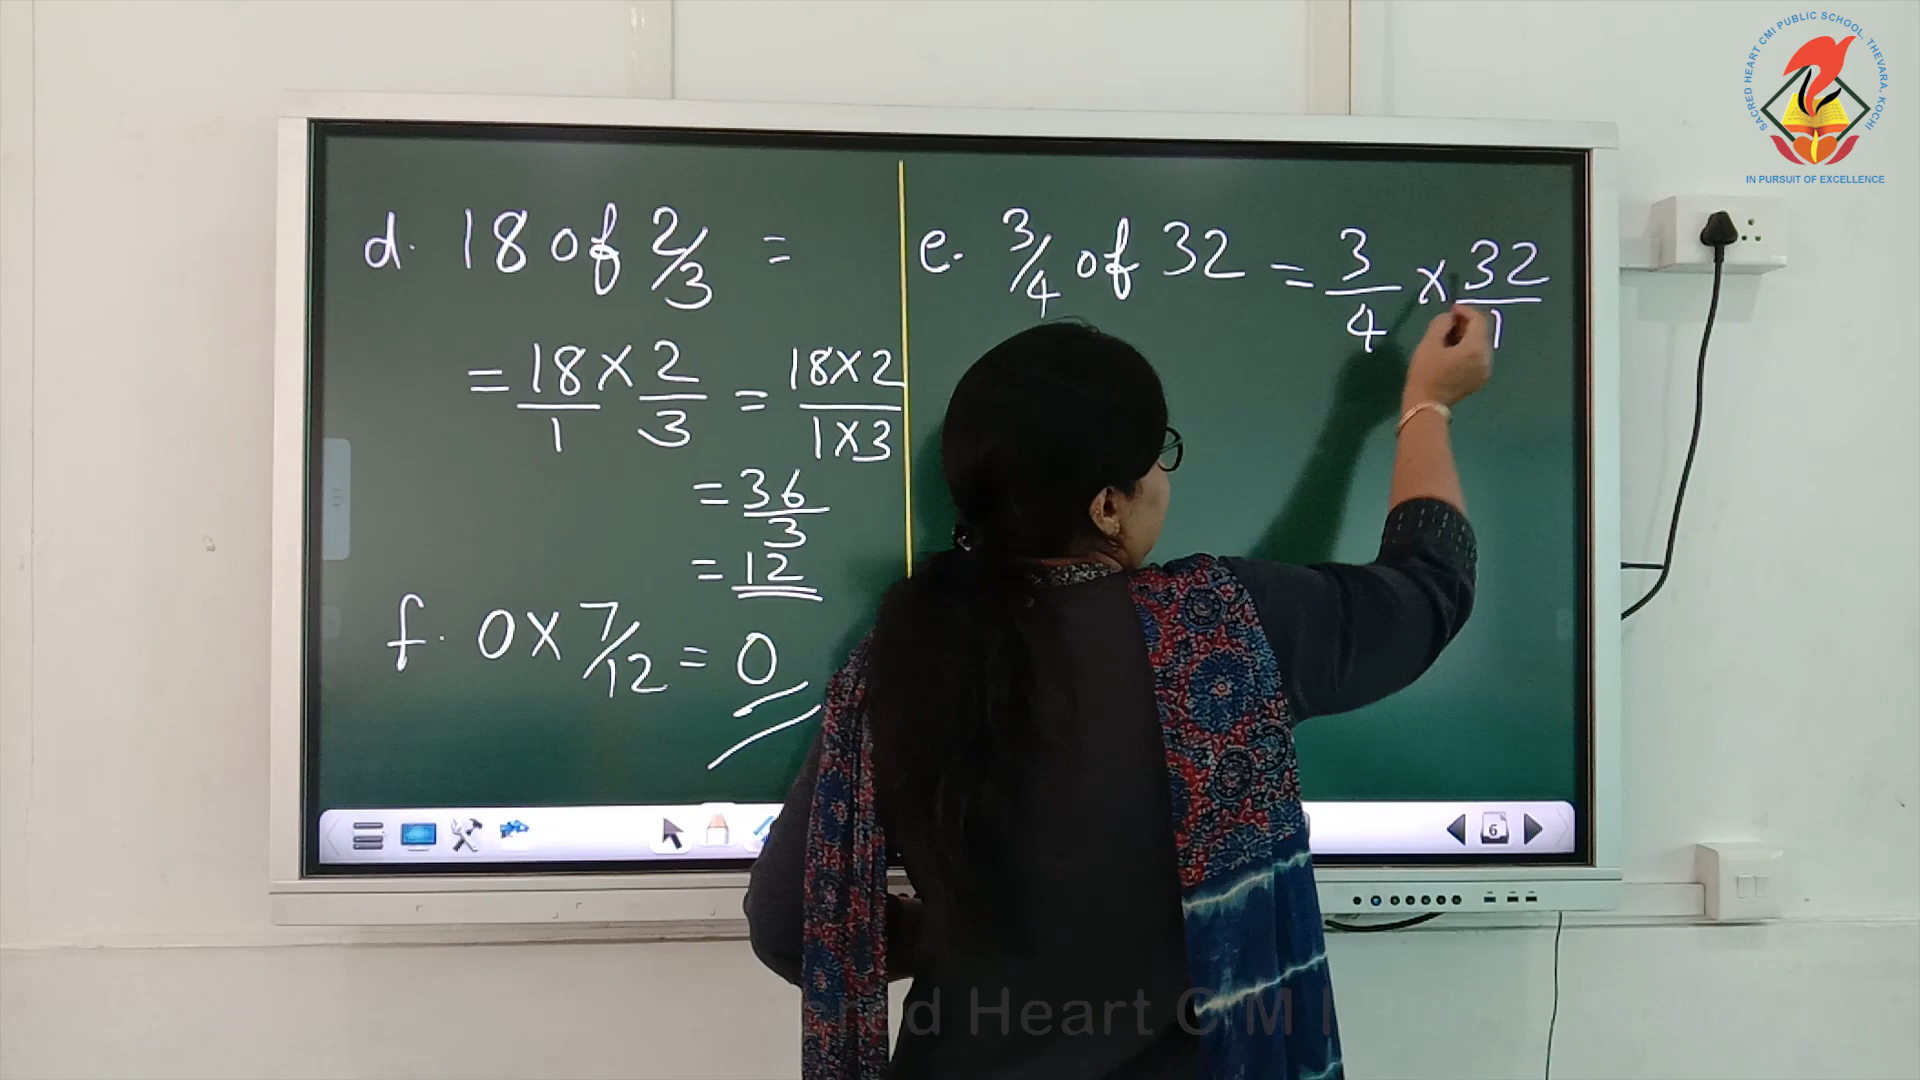 d. 18 of 2/3 =
= 18/1 × 2/3 = 18×2/1×3
= 36/3
= 12
f. 0 × 7/12 = 0
e. 3/4 of 32 = 3/4 × 32/1
6
SACRED HEART CMI PUBLIC SCHOOL, THEVARA, KOCHI
IN PURSUIT OF EXCELLENCE
Heart C M I